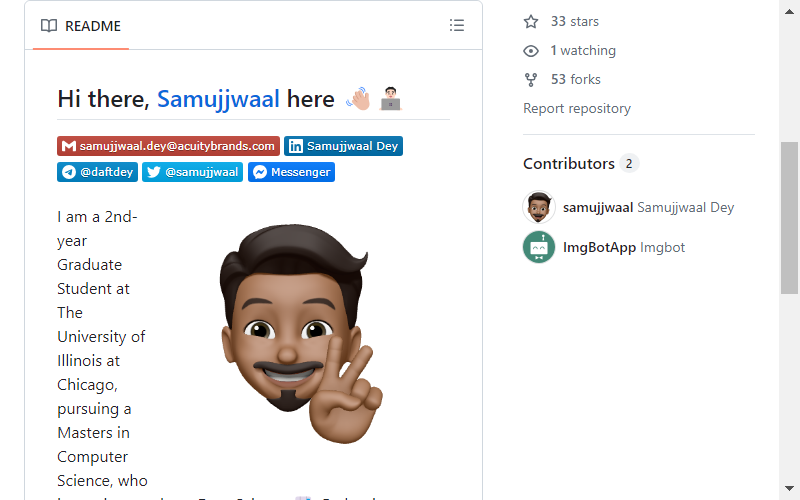 README
Hi there, Samujjwaal here 👋🏼 👨🏻‍💻
samujjwaal.dey@acuitybrands.com
Samujjwaal Dey
@daftdey
@samujjwaal
Messenger
I am a 2nd-
year
Graduate
Student at
The
University of
Illinois at
Chicago,
pursuing a
Masters in
Computer
Science, who
33 stars
1 watching
53 forks
Report repository
Contributors 2
samujjwaal Samujjwaal Dey
ImgBotApp Imgbot